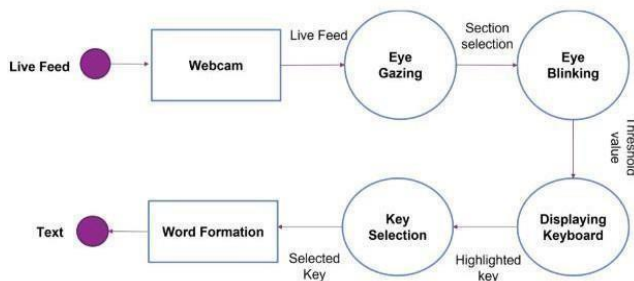 Live Feed
Webcam
Live Feed
Eye
Gazing
Section
selection
Eye
Blinking
Threshold
value
Displaying
Keyboard
Highlighted
key
Key
Selection
Selected
Key
Word Formation
Text